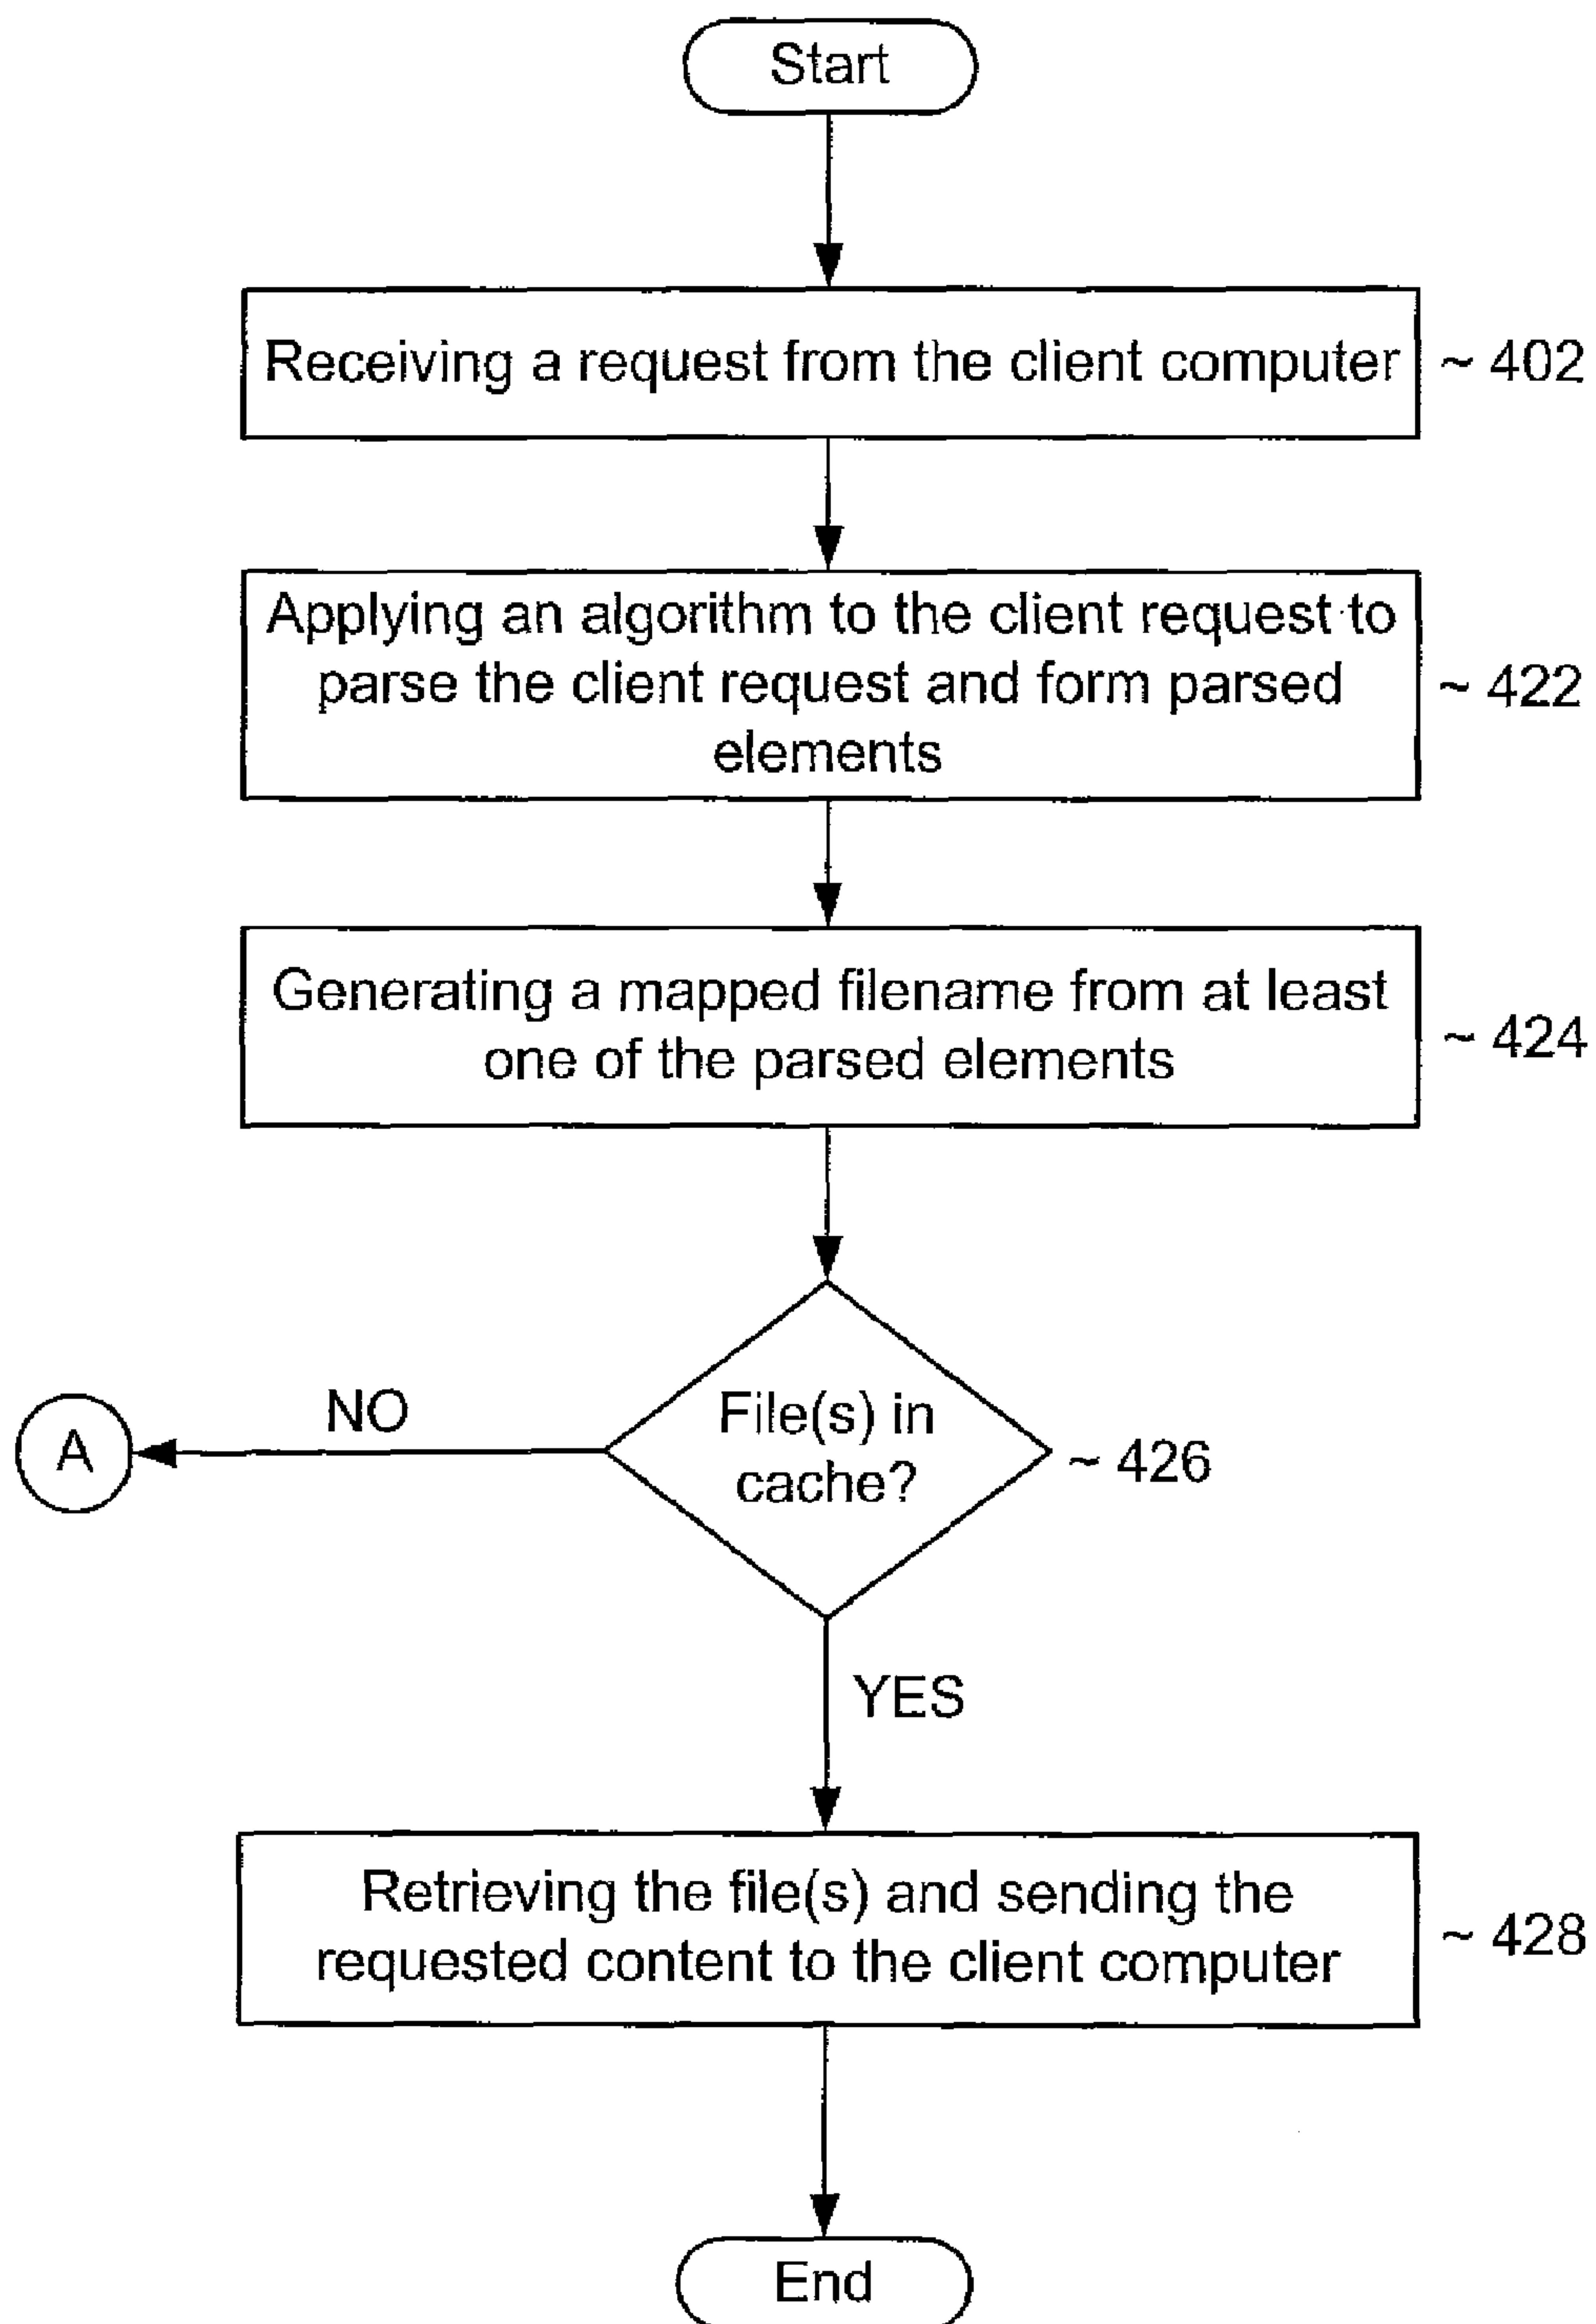 Start
Receiving a request from the client computer
~ 402
Applying an algorithm to the client request to
parse the client request and form parsed
elements
~ 422
Generating a mapped filename from at least
one of the parsed elements
~ 424
File(s) in
cache?
~ 426
NO
A
YES
Retrieving the file(s) and sending the
requested content to the client computer
~ 428
End